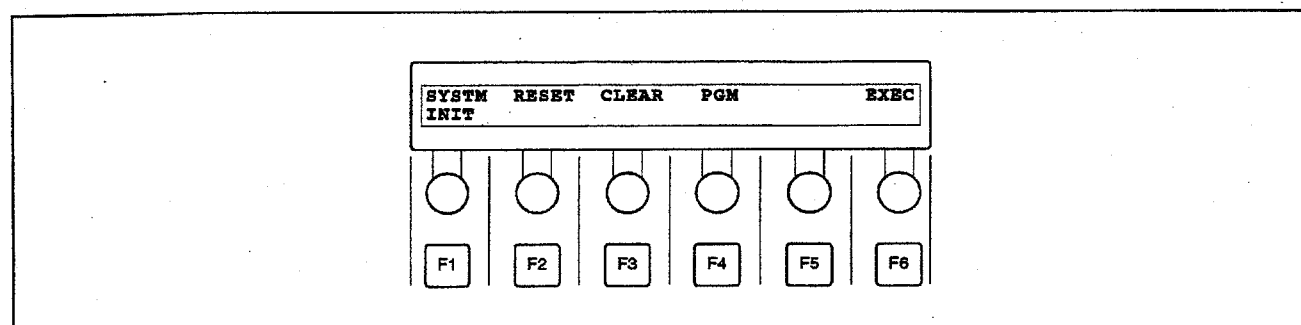 SYSTM RESET CLEAR PGM EXEC
INIT
F1 F2 F3 F4 F5 F6